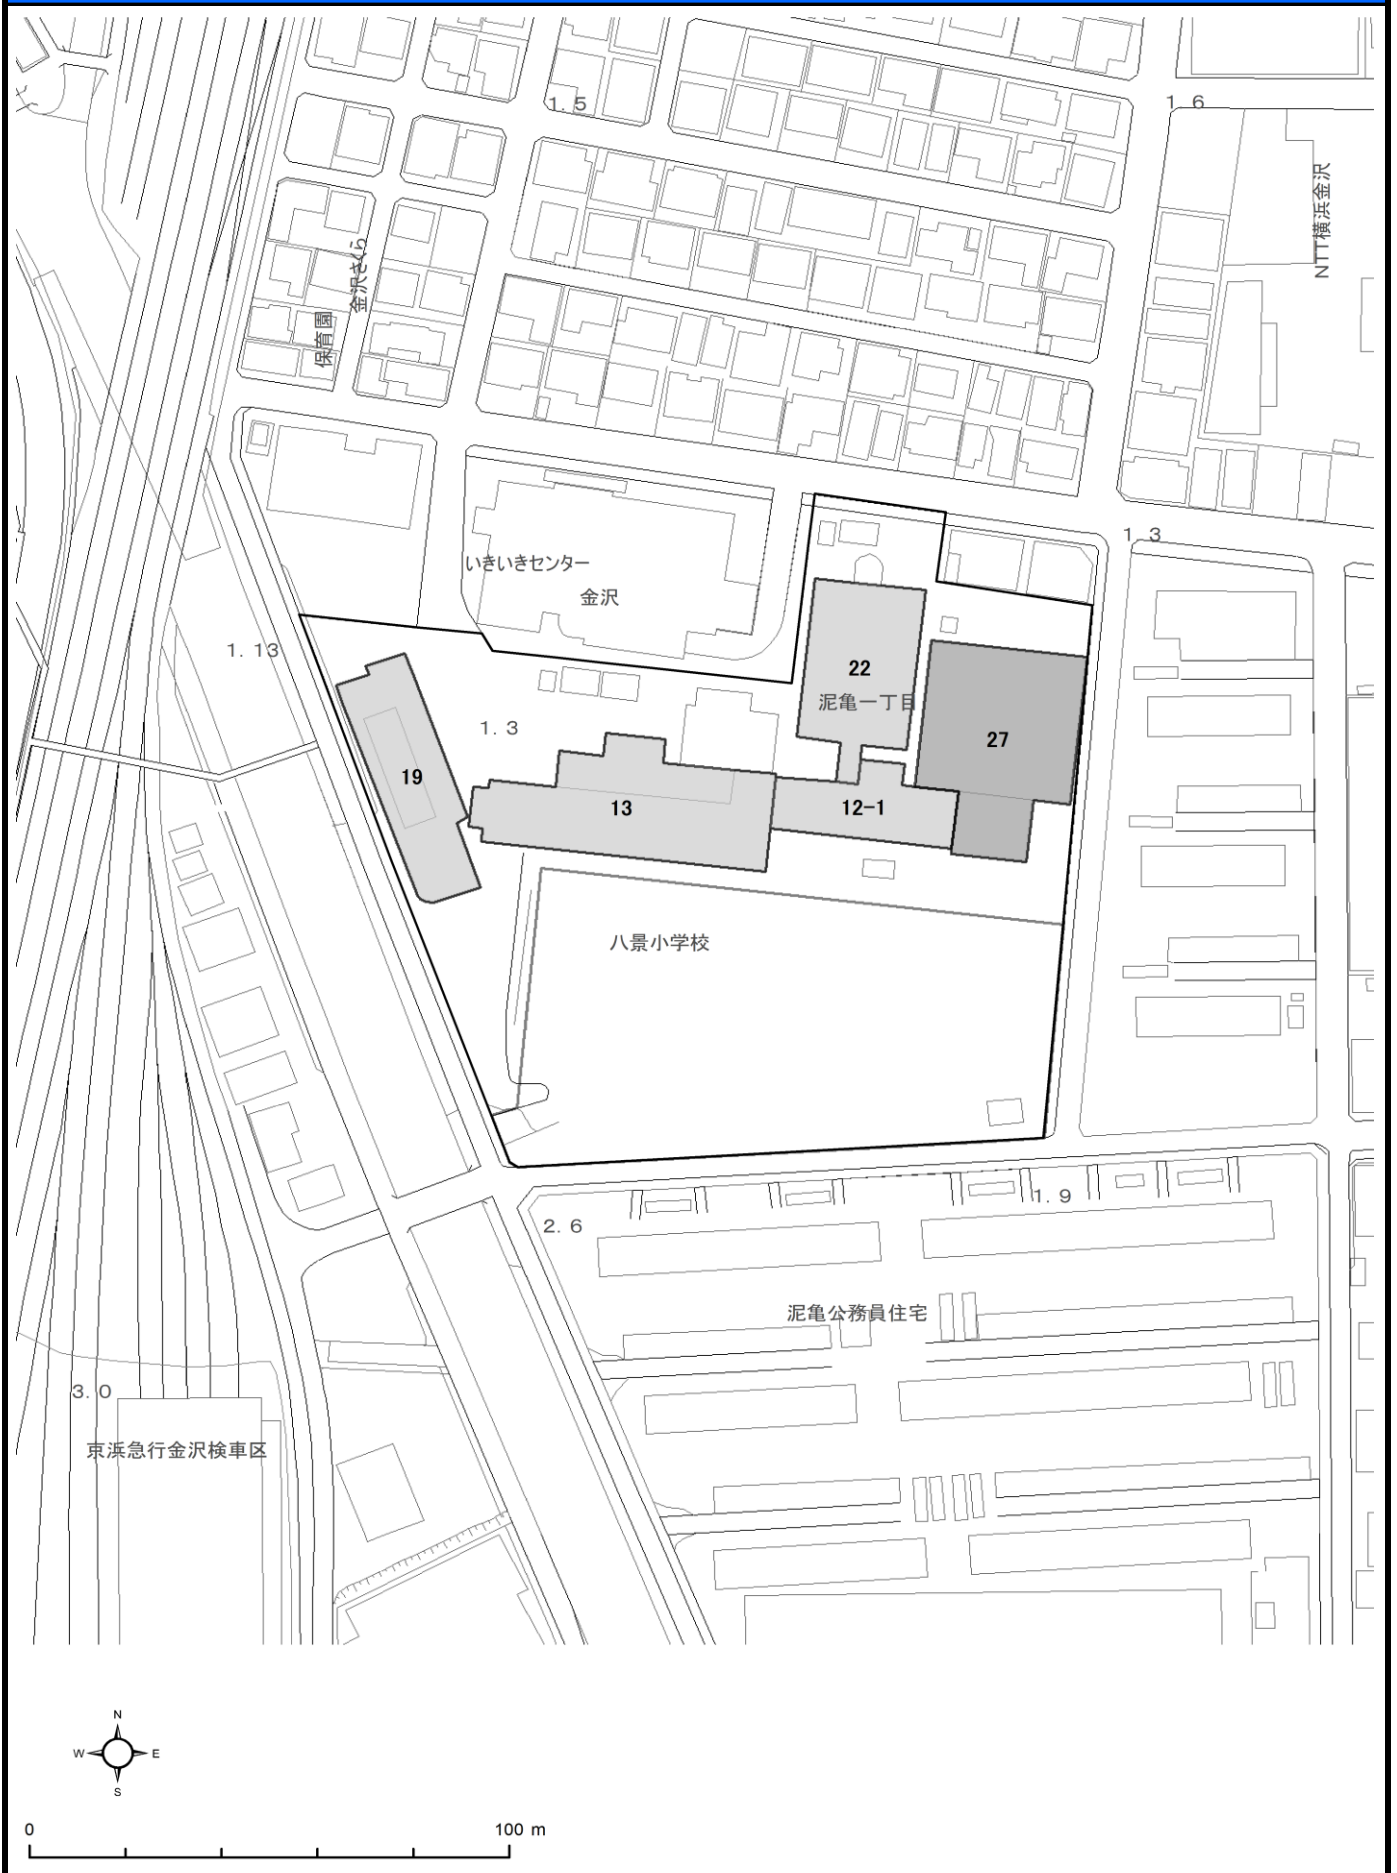 1. 5
1. 6
NTT横浜金沢
金沢さくら
保育園
1. 3
いきいきセンター
金沢
1. 13
22
泥亀一丁目
1. 3
27
19
13
12-1
八景小学校
1. 9
2. 6
泥亀公務員住宅
3. 0
京浜急行金沢検車区
N
W E
S
0 100 m